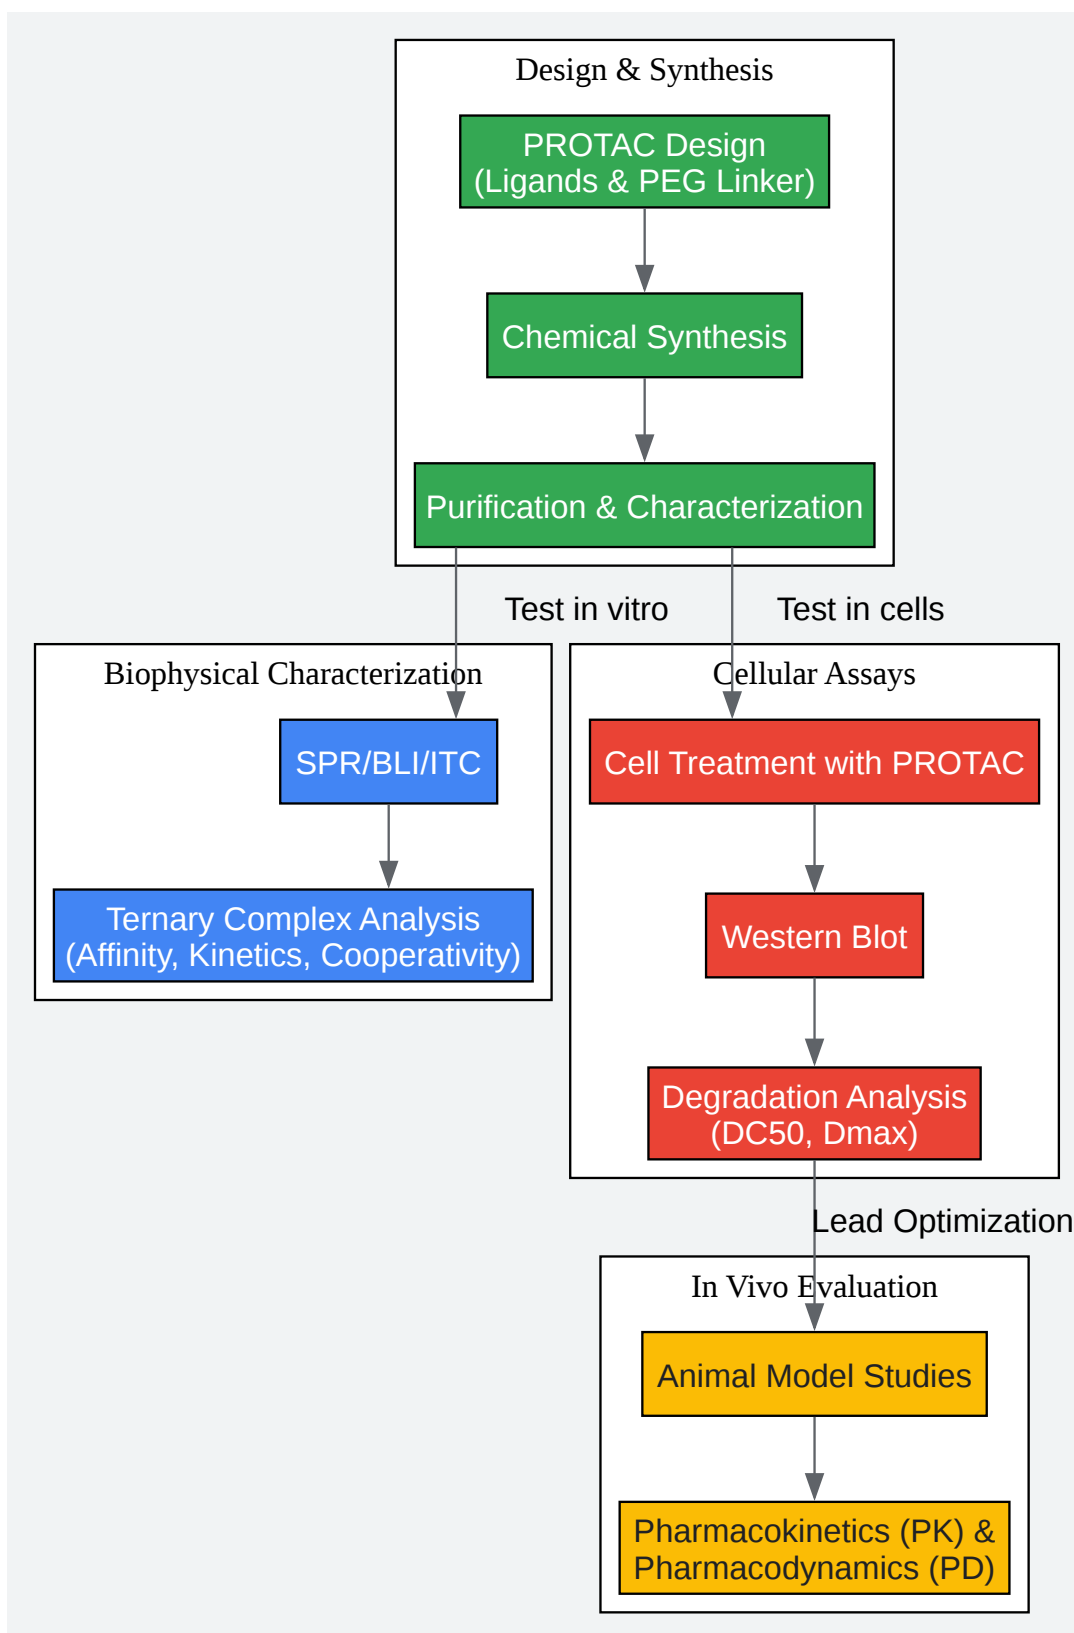 Design & Synthesis
PROTAC Design
(Ligands & PEG Linker)
Chemical Synthesis
Purification & Characterization
Test in vitro
Test in cells
Biophysical Characterization
SPR/BLI/ITC
Ternary Complex Analysis
(Affinity, Kinetics, Cooperativity)
Cellular Assays
Cell Treatment with PROTAC
Western Blot
Degradation Analysis
(DC50, Dmax)
Lead Optimization
In Vivo Evaluation
Animal Model Studies
Pharmacokinetics (PK) &
Pharmacodynamics (PD)